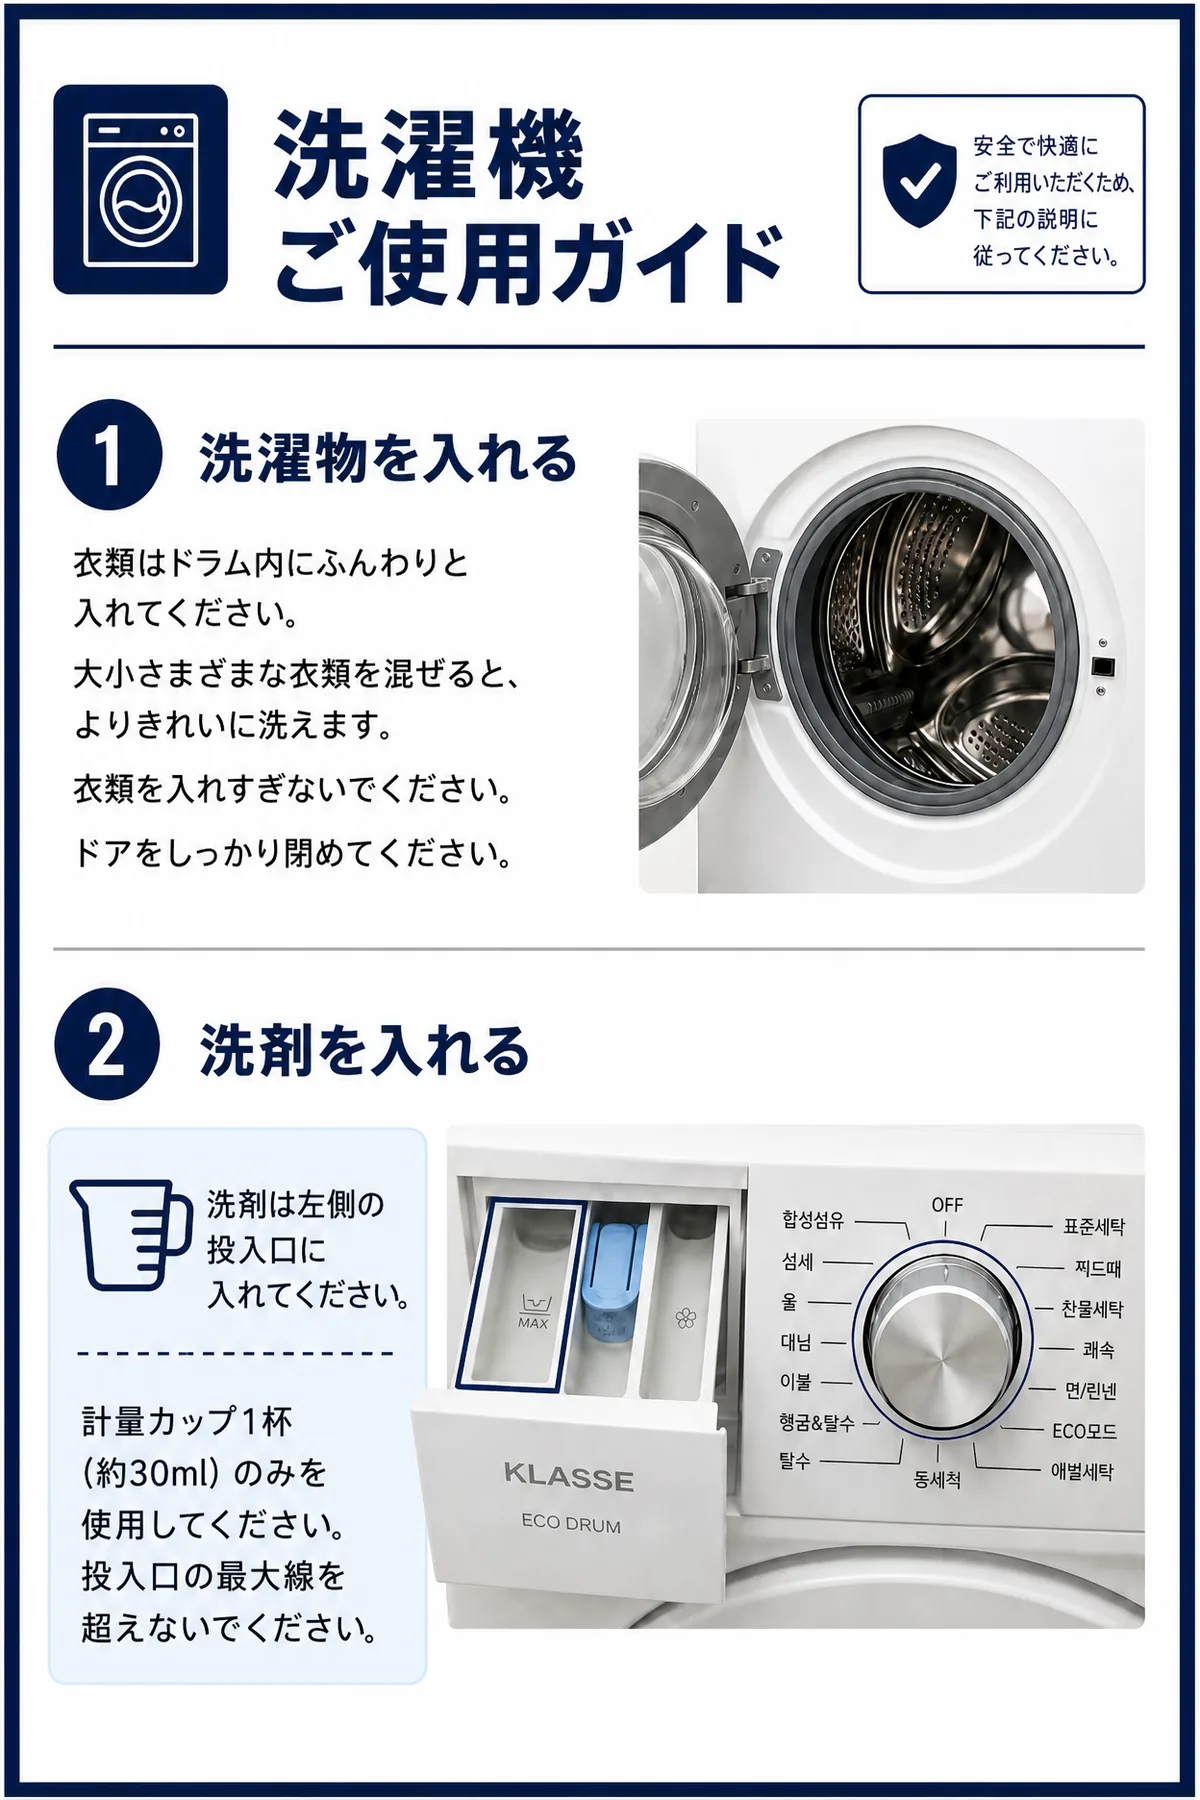 洗濯機
ご使用ガイド
安全で快適に
ご利用いただくため、
下記の説明に
従ってください。
1 洗濯物を入れる
衣類はドラム内にふんわりと
入れてください。
大小さまざまな衣類を混ぜると、
よりきれいに洗えます。
衣類を入れすぎないでください。
ドアをしっかり閉めてください。
2 洗剤を入れる
洗剤は左側の
投入口に
入れてください。
計量カップ1杯
(約30ml) のみを
使用してください。
投入口の最大線を
超えないでください。
MAX
KLASSE
ECO DRUM
OFF
합성섬유
섬세
울
대님
이불
행굼&탈수
탈수
동세척
표준세탁
찌드때
찬물세탁
쾌속
면/린넨
ECO모드
애벌세탁